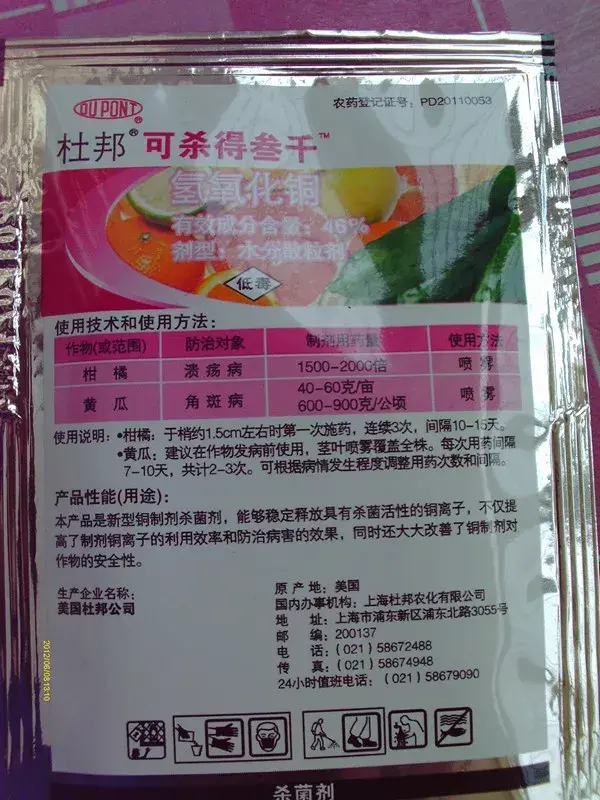 DU PONT®
农药登记证号：PD20110053
杜邦® 可杀得叁千™
氢氧化铜
有效成分含量：46%
剂型：水分散粒剂
低毒
使用技术和使用方法：
作物(或范围) 防治对象 制剂用药量 使用方法
柑橘 溃疡病 1500-2000倍 喷雾
黄瓜 角斑病 40-60克/亩 喷雾
600-900克/公顷
使用说明：•柑橘：于梢约1.5cm左右时第一次施药，连续3次，间隔10-15天。
•黄瓜：建议在作物发病前使用，茎叶喷雾覆盖全株。每次用药间隔
7-10天，共计2-3次。可根据病情发生程度调整用药次数和间隔。
产品性能(用途)：
本产品是新型铜制剂杀菌剂，能够稳定释放具有杀菌活性的铜离子，不仅提
高了制剂铜离子的利用效率和防治病害的效果，同时还大大改善了铜制剂对
作物的安全性。
生产企业名称：
美国杜邦公司
原产地：美国
国内办事机构：上海杜邦农化有限公司
地址：上海市浦东新区浦东北路3055号
邮编：200137
电话：（021）58672488
传真：（021）58674948
24小时值班电话：（021）58679090
2012/06/08 13:10
杀菌剂